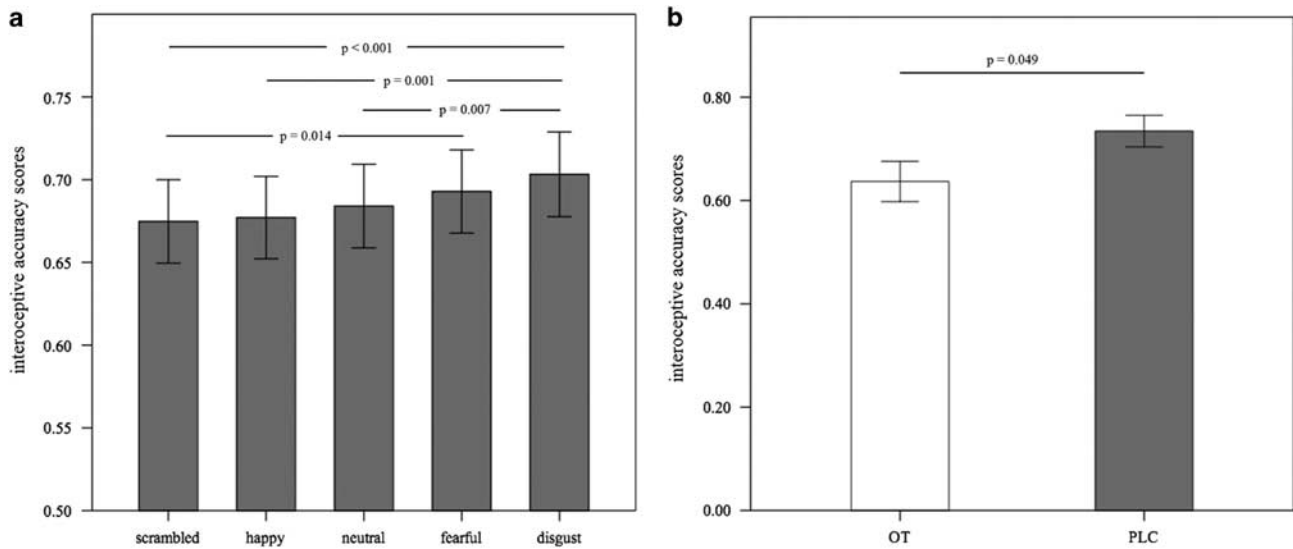 a
p < 0.001
p = 0.001
p = 0.007
p = 0.014
interoceptive accuracy scores
0.75
0.70
0.65
0.60
0.55
0.50
scrambled happy neutral fearful disgust
b
p = 0.049
interoceptive accuracy scores
0.80
0.60
0.40
0.20
0.00
OT PLC